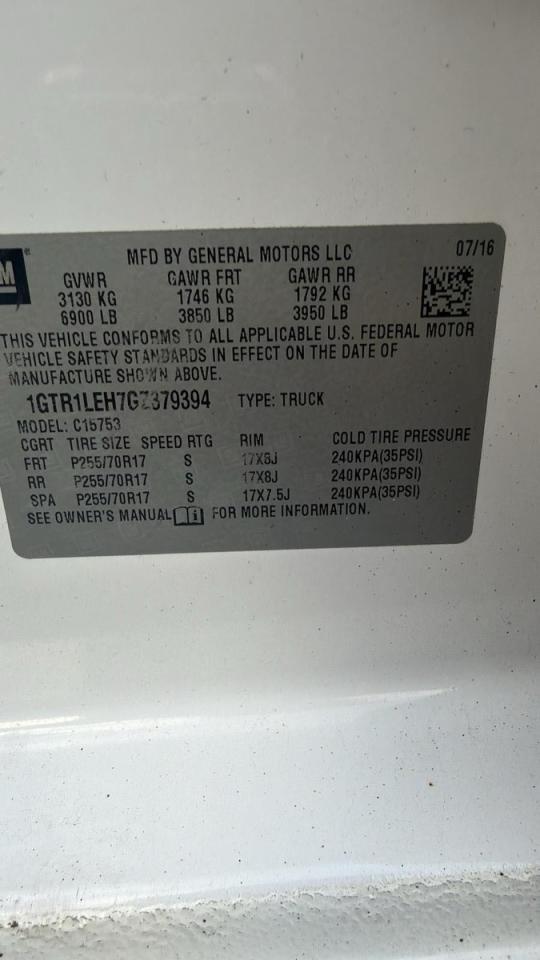 M ®
MFD BY GENERAL MOTORS LLC 07/16
GVWR GAWR FRT GAWR RR
3130 KG 1746 KG 1792 KG
6900 LB 3850 LB 3950 LB
THIS VEHICLE CONFORMS TO ALL APPLICABLE U.S. FEDERAL MOTOR
VEHICLE SAFETY STANDARDS IN EFFECT ON THE DATE OF
MANUFACTURE SHOWN ABOVE.
1GTR1LEH7GZ379394 TYPE: TRUCK
MODEL: C15753
CGRT TIRE SIZE SPEED RTG RIM COLD TIRE PRESSURE
FRT P255/70R17 S 17X8J 240KPA(35PSI)
RR P255/70R17 S 17X8J 240KPA(35PSI)
SPA P255/70R17 S 17X7.5J 240KPA(35PSI)
SEE OWNER'S MANUAL i FOR MORE INFORMATION.